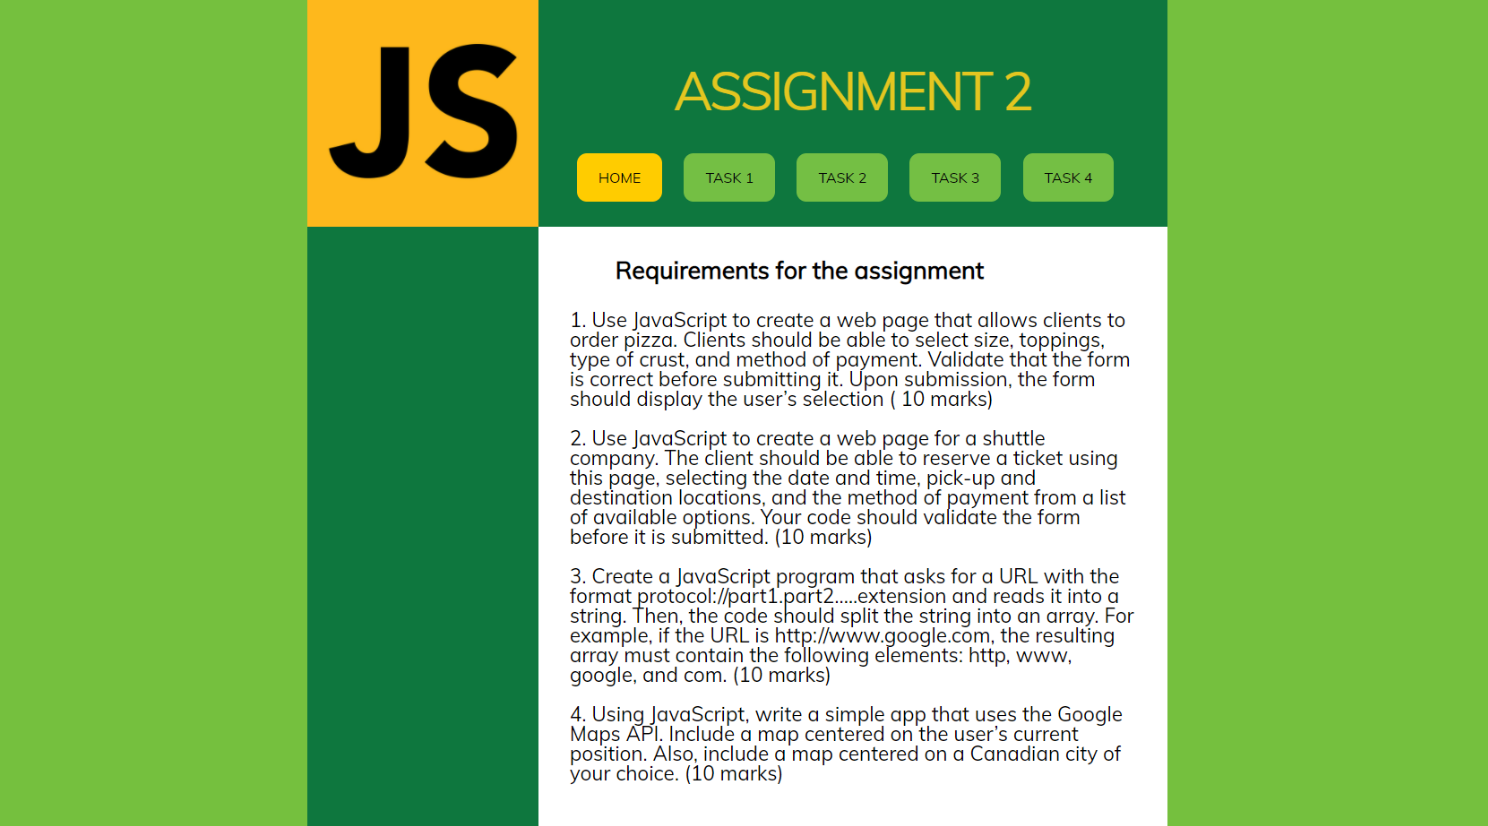 JS
ASSIGNMENT 2
HOME
TASK 1
TASK 2
TASK 3
TASK 4
Requirements for the assignment
1. Use JavaScript to create a web page that allows clients to
order pizza. Clients should be able to select size, toppings,
type of crust, and method of payment. Validate that the form
is correct before submitting it. Upon submission, the form
should display the user’s selection ( 10 marks)
2. Use JavaScript to create a web page for a shuttle
company. The client should be able to reserve a ticket using
this page, selecting the date and time, pick-up and
destination locations, and the method of payment from a list
of available options. Your code should validate the form
before it is submitted. (10 marks)
3. Create a JavaScript program that asks for a URL with the
format protocol://part1.part2.....extension and reads it into a
string. Then, the code should split the string into an array. For
example, if the URL is http://www.google.com, the resulting
array must contain the following elements: http, www,
google, and com. (10 marks)
4. Using JavaScript, write a simple app that uses the Google
Maps API. Include a map centered on the user’s current
position. Also, include a map centered on a Canadian city of
your choice. (10 marks)